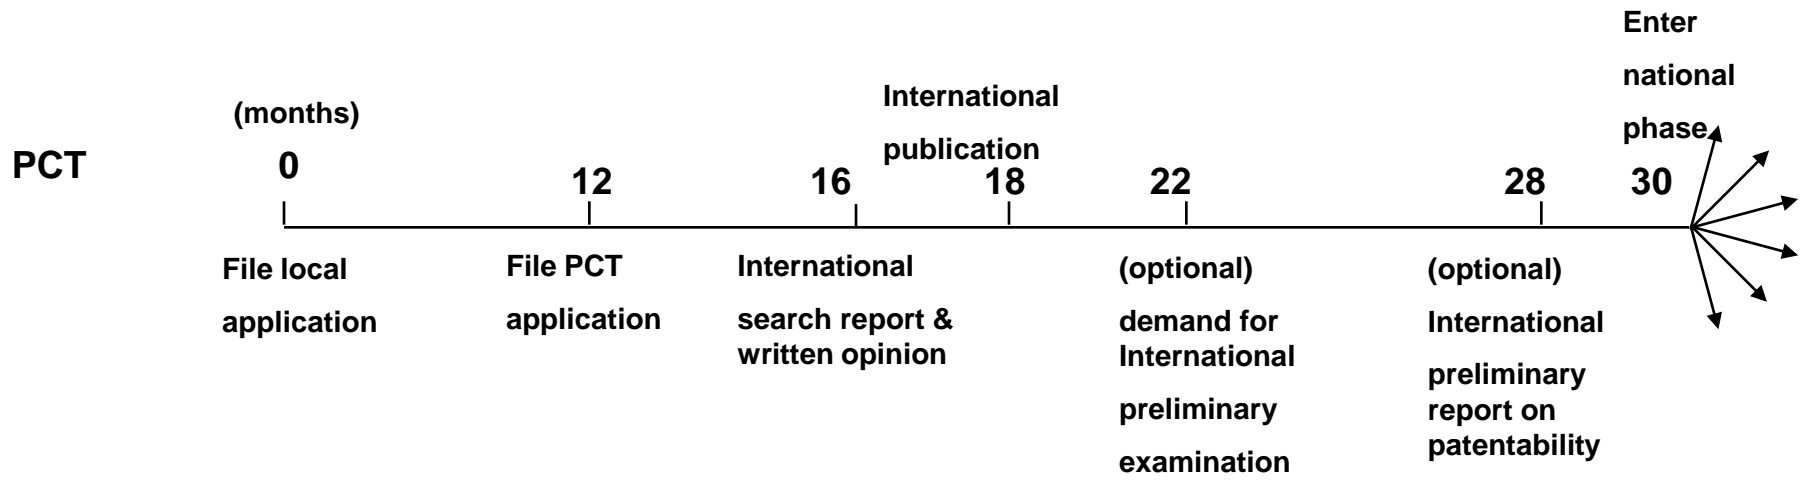 PCT
(months)
0
File local
application
12
File PCT
application
16
International
search report &
written opinion
International
publication
18
22
(optional)
demand for
International
preliminary
examination
28
(optional)
International
preliminary
report on
patentability
Enter
national
phase
30